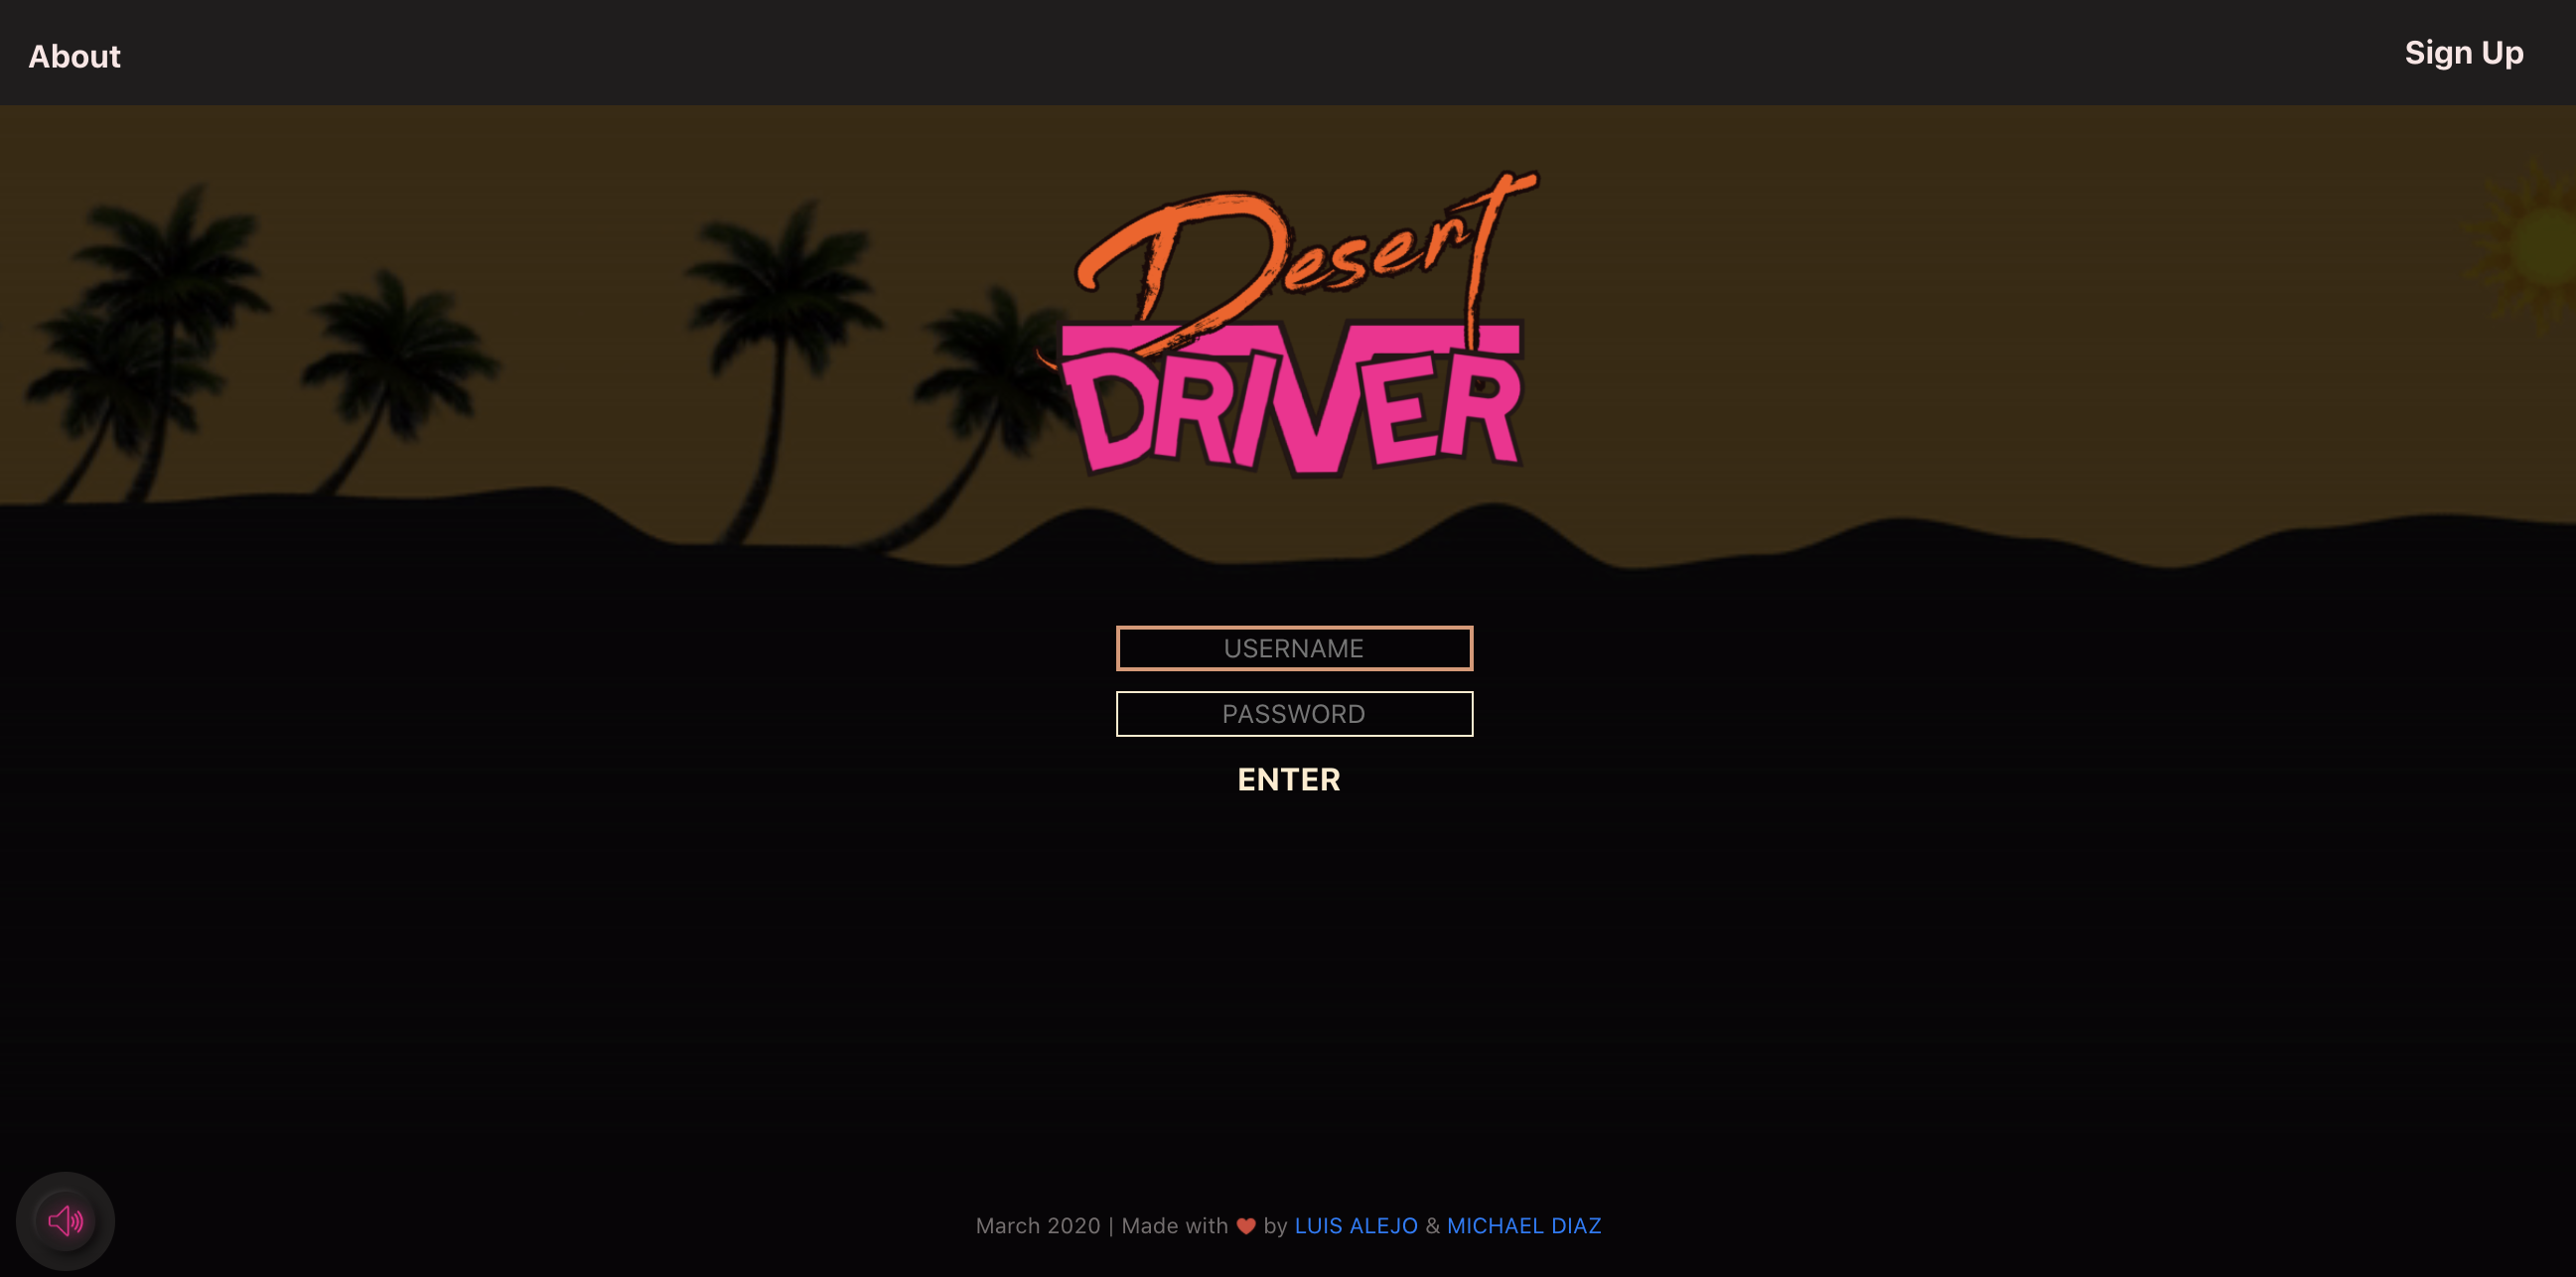 About
Sign Up
Desert
DRIVER
USERNAME
PASSWORD
ENTER
March 2020 | Made with ❤️ by LUIS ALEJO & MICHAEL DIAZ